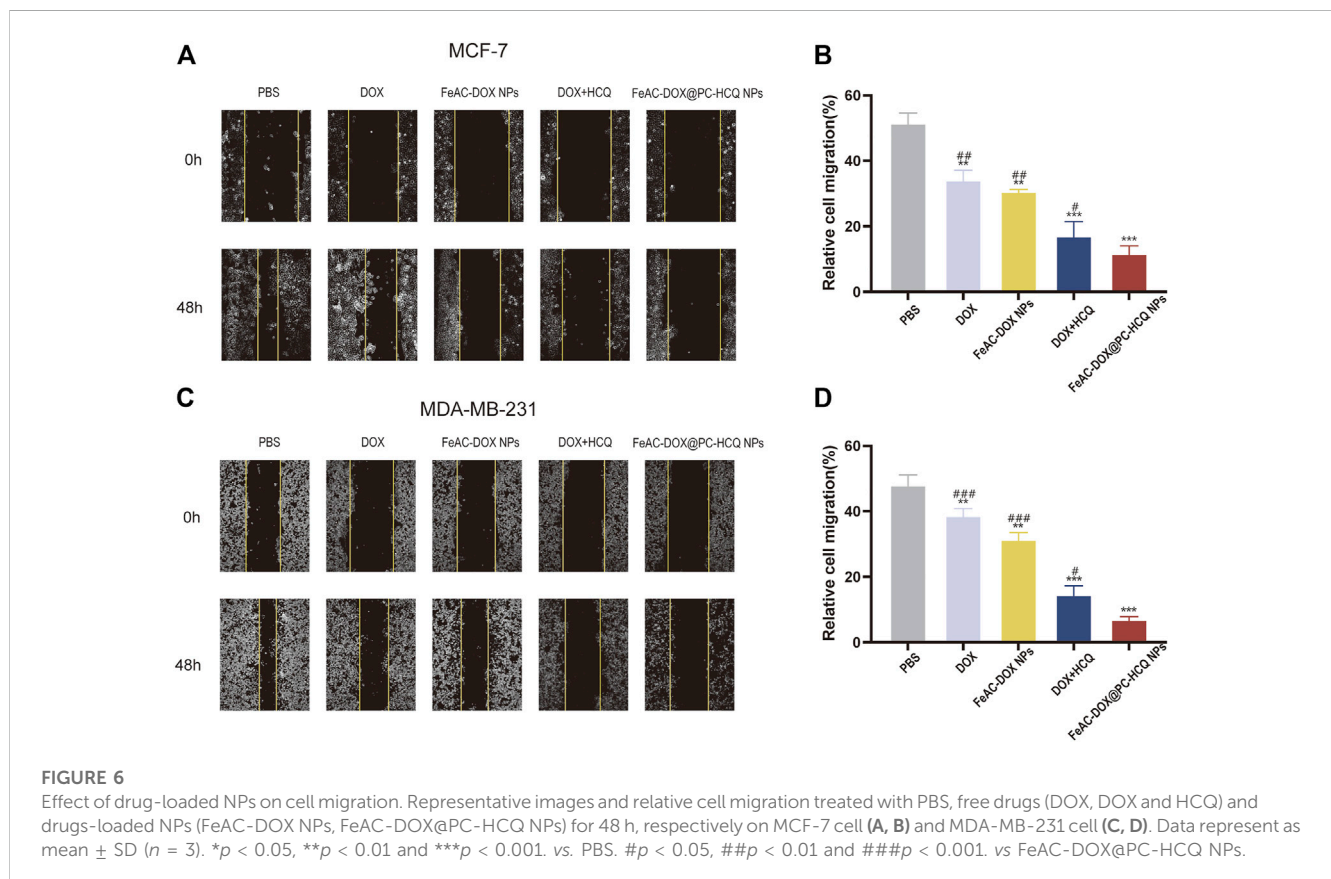 A
MCF-7
PBS DOX FeAC-DOX NPs DOX+HCQ FeAC-DOX@PC-HCQ NPs
0h
48h
B
Relative cell migration(%)
60
40
20
0
##
**
##
**
#
***
***
PBS
DOX
FeAC-DOX NPs
DOX+HCQ
FeAC-DOX@PC-HCQ NPs
C
MDA-MB-231
PBS DOX FeAC-DOX NPs DOX+HCQ FeAC-DOX@PC-HCQ NPs
0h
48h
D
Relative cell migration(%)
60
40
20
0
###
**
###
**
#
***
***
PBS
DOX
FeAC-DOX NPs
DOX+HCQ
FeAC-DOX@PC-HCQ NPs
FIGURE 6
Effect of drug-loaded NPs on cell migration. Representative images and relative cell migration treated with PBS, free drugs (DOX, DOX and HCQ) and
drugs-loaded NPs (FeAC-DOX NPs, FeAC-DOX@PC-HCQ NPs) for 48 h, respectively on MCF-7 cell (A, B) and MDA-MB-231 cell (C, D). Data represent as
mean ± SD (n = 3). *p < 0.05, **p < 0.01 and ***p < 0.001. vs. PBS. #p < 0.05, ##p < 0.01 and ###p < 0.001. vs FeAC-DOX@PC-HCQ NPs.